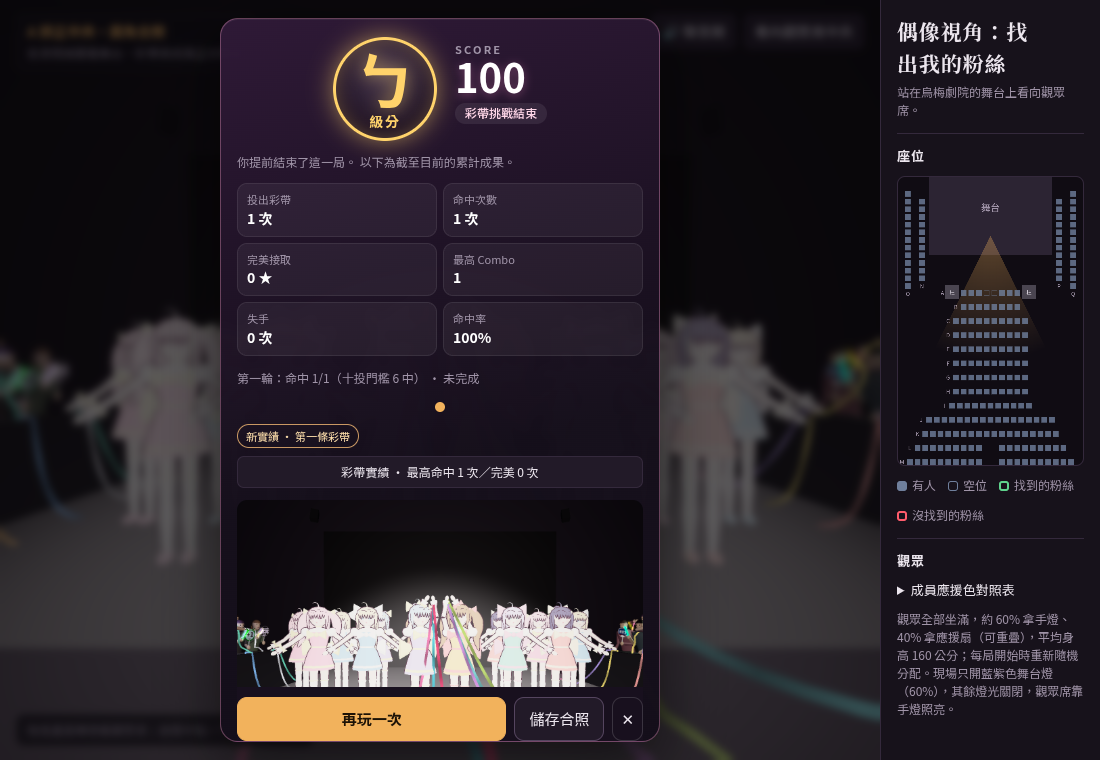 ㄅ
級分
SCORE
100
彩帶挑戰結束
你提前結束了這一局。 以下為截至目前的累計成果。
投出彩帶
1 次
命中次數
1 次
完美接取
0 ★
最高 Combo
1
失手
0 次
命中率
100%
第一輪：命中 1/1（十投門檻 6 中） · 未完成
新實績 · 第一條彩帶
彩帶實績 · 最高命中 1 次／完美 0 次
再玩一次
儲存合照
✕
偶像視角：找
出我的粉絲
站在烏梅劇院的舞台上看向觀眾
席。
座位
舞台
有人
空位
找到的粉絲
沒找到的粉絲
觀眾
▶ 成員應援色對照表
觀眾全部坐滿，約 60% 拿手燈、
40% 拿應援扇（可重疊），平均身
高 160 公分；每局開始時重新隨機
分配。現場只開藍紫色舞台燈
（60%），其餘燈光關閉，觀眾席靠
手燈照亮。